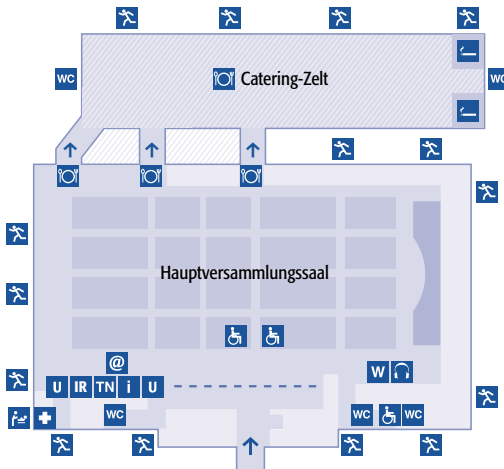 WC
WC
Catering-Zelt
Hauptversammlungssaal
@
W
U IR TN i U
WC
WC
WC